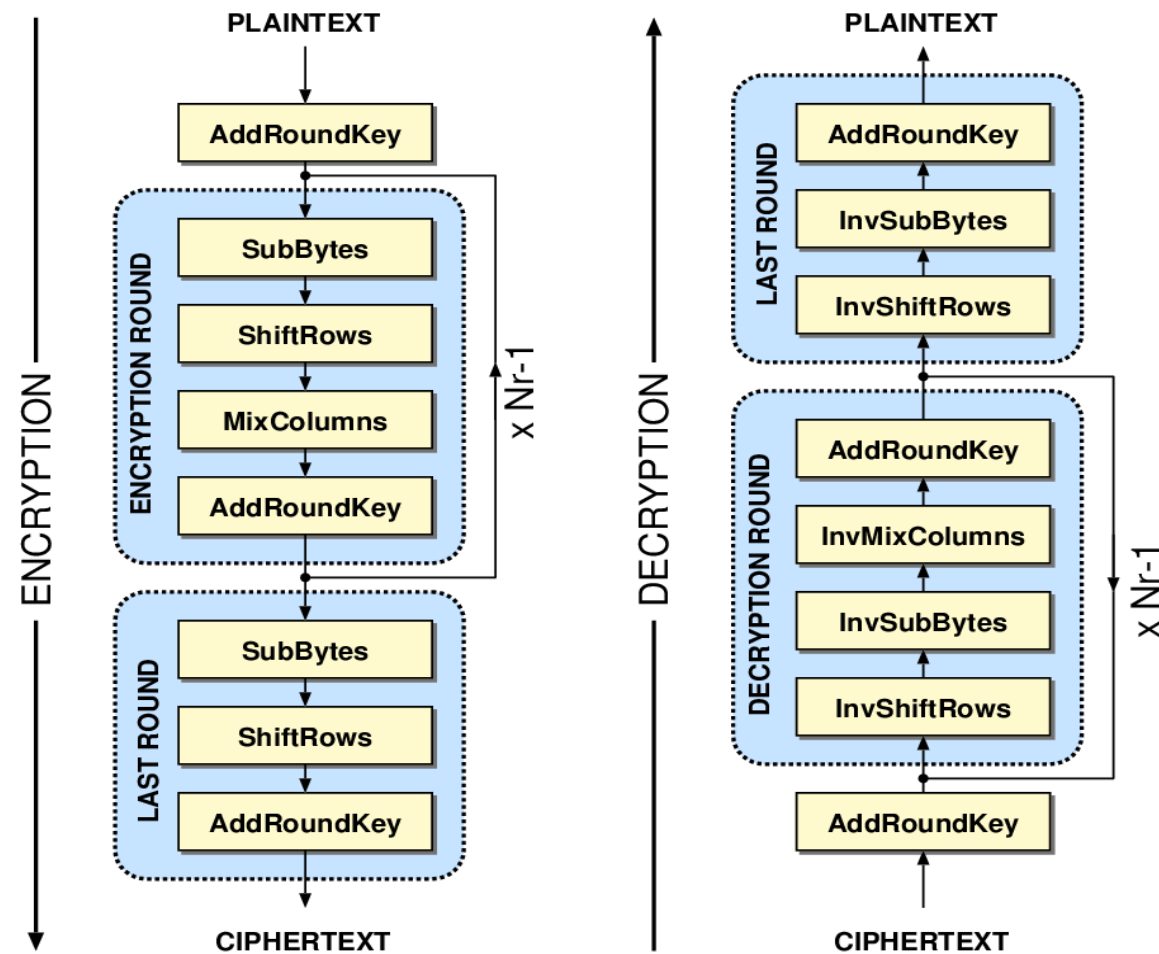 PLAINTEXT
AddRoundKey
ENCRYPTION ROUND
SubBytes
ShiftRows
MixColumns
AddRoundKey
x Nr-1
ENCRYPTION
LAST ROUND
SubBytes
ShiftRows
AddRoundKey
CIPHERTEXT
PLAINTEXT
LAST ROUND
AddRoundKey
InvSubBytes
InvShiftRows
DECRYPTION
DECRYPTION ROUND
AddRoundKey
InvMixColumns
InvSubBytes
InvShiftRows
x Nr-1
AddRoundKey
CIPHERTEXT